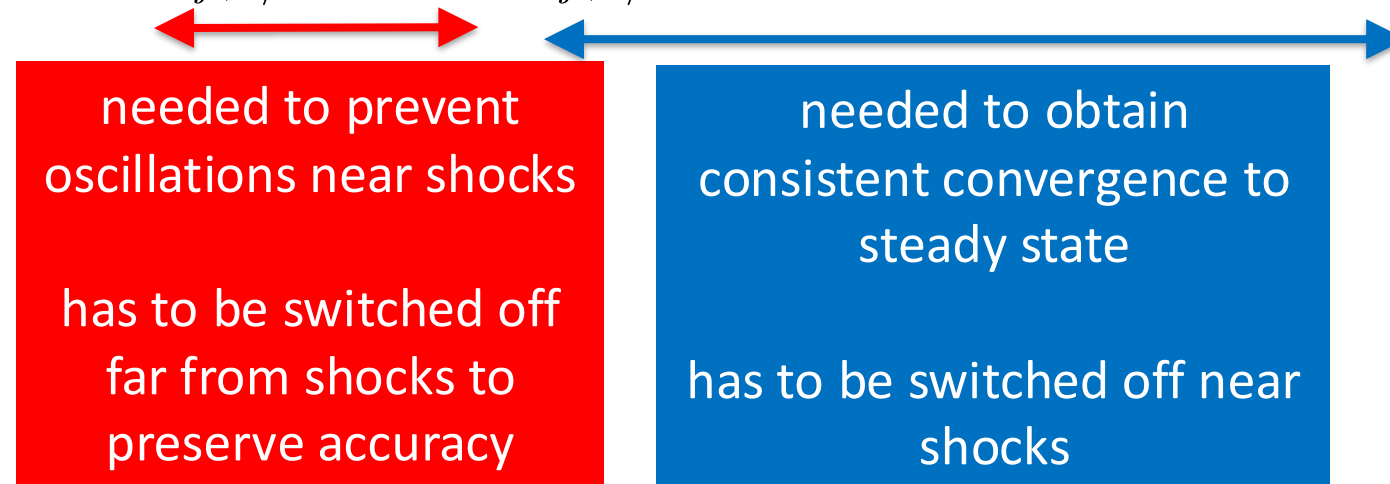 needed to prevent
oscillations near shocks
has to be switched off
far from shocks to
preserve accuracy
needed to obtain
consistent convergence to
steady state
has to be switched off near
shocks